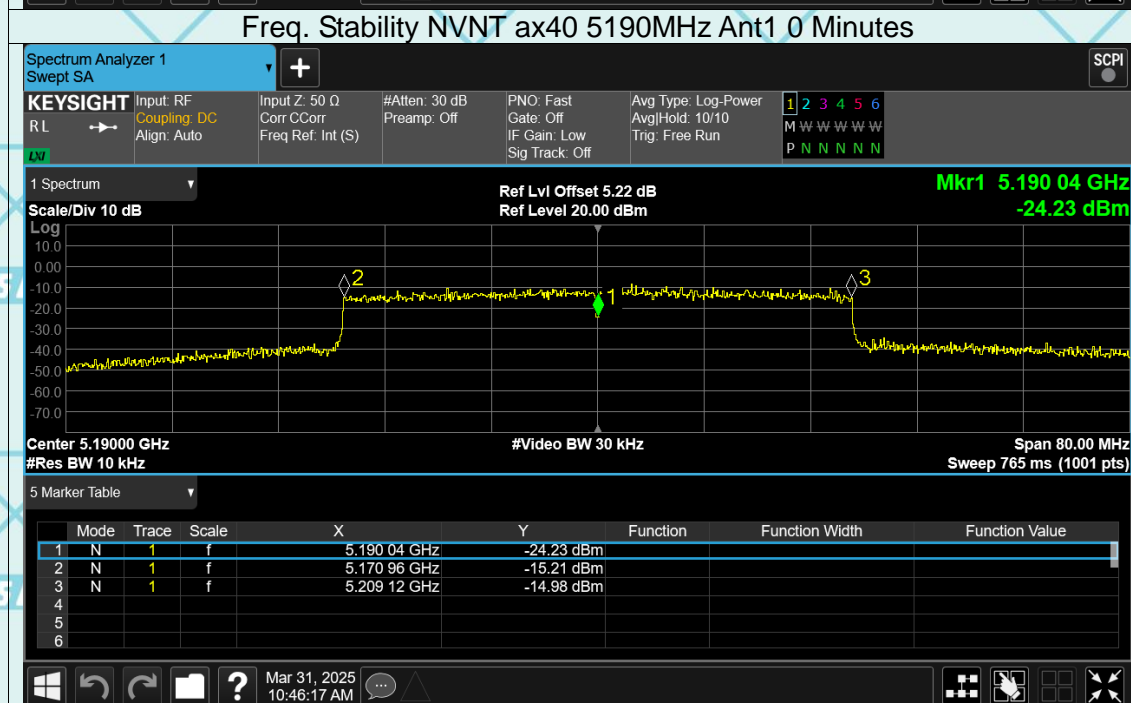 Freq. Stability NVNT ax40 5190MHz Ant1 0 Minutes
Spectrum Analyzer 1
Swept SA
+
SCPI
KEYSIGHT Input: RF Input Z: 50 Ω #Atten: 30 dB PNO: Fast Avg Type: Log-Power 1 2 3 4 5 6
RL Coupling: DC Corr CCorr Preamp: Off Gate: Off Avg|Hold: 10/10 M W W W W W
Align: Auto Freq Ref: Int (S) IF Gain: Low Trig: Free Run P N N N N N
LXI Sig Track: Off
1 Spectrum Ref Lvl Offset 5.22 dB Mkr1 5.190 04 GHz
Scale/Div 10 dB Ref Level 20.00 dBm -24.23 dBm
Log
10.0
0.00
-10.0
-20.0
-30.0
-40.0
-50.0
-60.0
-70.0
2
1
3
Center 5.19000 GHz #Video BW 30 kHz Span 80.00 MHz
#Res BW 10 kHz Sweep 765 ms (1001 pts)
5 Marker Table
Mode Trace Scale X Y Function Function Width Function Value
1 N 1 f 5.190 04 GHz -24.23 dBm
2 N 1 f 5.170 96 GHz -15.21 dBm
3 N 1 f 5.209 12 GHz -14.98 dBm
4
5
6
? Mar 31, 2025
10:46:17 AM